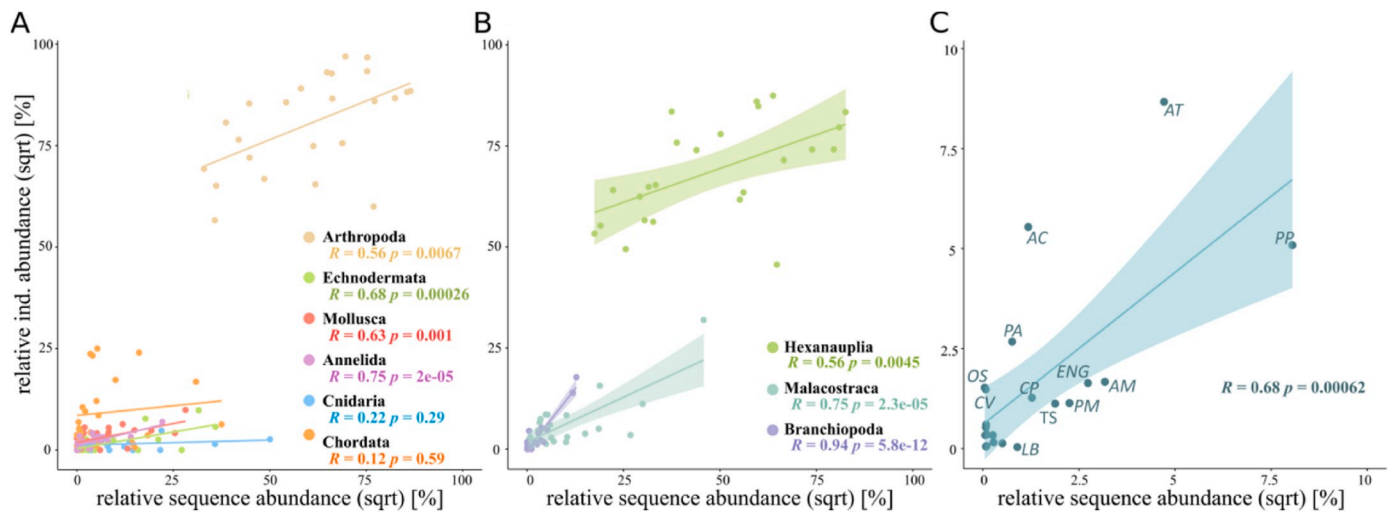 A
relative ind. abundance (sqrt) [%]
100
75
50
25
0
0
25
50
75
100
relative sequence abundance (sqrt) [%]
Arthropoda
R = 0.56 p = 0.0067
Echnodermata
R = 0.68 p = 0.00026
Mollusca
R = 0.63 p = 0.001
Annelida
R = 0.75 p = 2e-05
Cnidaria
R = 0.22 p = 0.29
Chordata
R = 0.12 p = 0.59
B
100
75
50
25
0
0
25
50
75
100
relative sequence abundance (sqrt) [%]
Hexanauplia
R = 0.56 p = 0.0045
Malacostraca
R = 0.75 p = 2.3e-05
Branchiopoda
R = 0.94 p = 5.8e-12
C
10
7.5
5
2.5
0
0
2.5
5
7.5
10
relative sequence abundance (sqrt) [%]
AT
AC
PP
PA
OS
CV
CP
ENG
AM
TS
PM
LB
R = 0.68 p = 0.00062